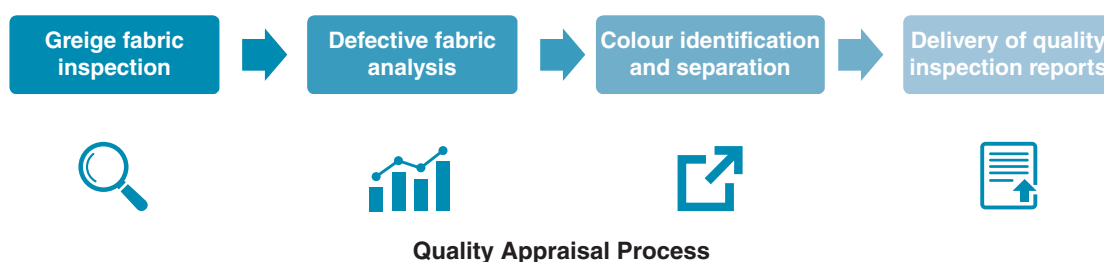 Greige fabric
inspection
Defective fabric
analysis
Colour identification
and separation
Delivery of quality
inspection reports
Quality Appraisal Process